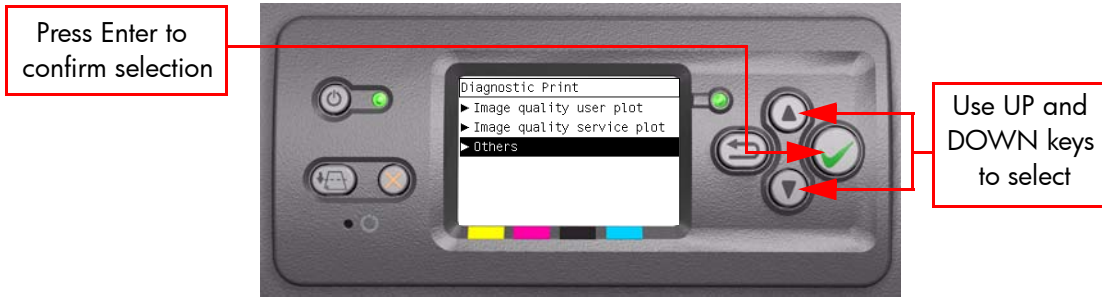 Press Enter to
confirm selection
Diagnostic Print
Image quality user plot
Image quality service plot
Others
Use UP and
DOWN keys
to select